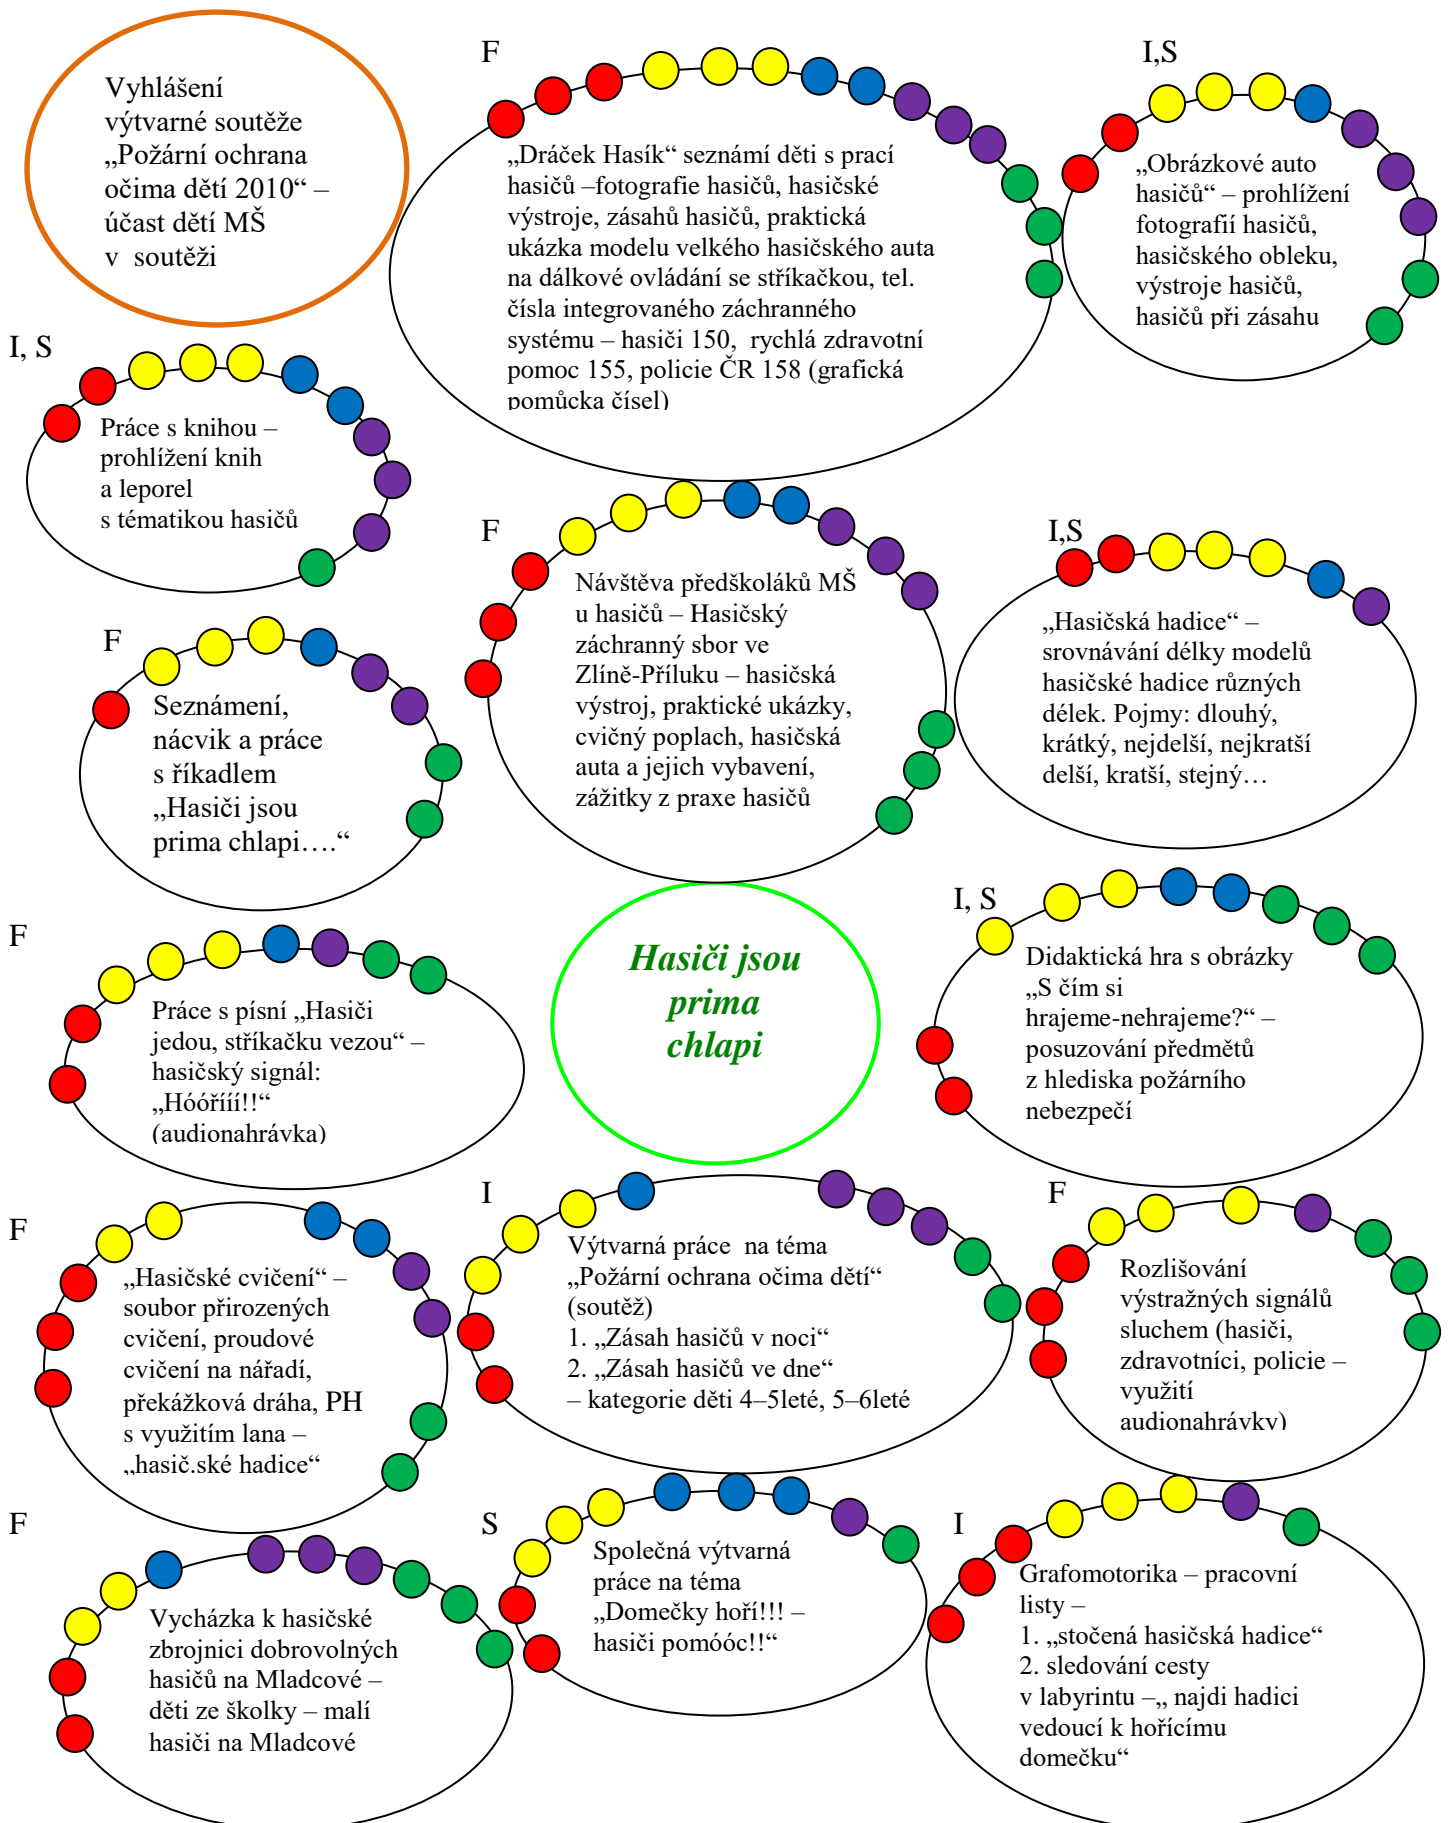 Vyhlášení
výtvarné soutěže
„Požární ochrana
očima dětí 2010“ –
účast dětí MŠ
v  soutěži
F
„Dráček Hasík“ seznámí děti s prací
hasičů –fotografie hasičů, hasičské
výstroje, zásahů hasičů, praktická
ukázka modelu velkého hasičského auta
na dálkové ovládání se stříkačkou, tel.
čísla integrovaného záchranného
systému – hasiči 150,  rychlá zdravotní
pomoc 155, policie ČR 158 (grafická
pomůcka čísel)
I,S
„Obrázkové auto
hasičů“ – prohlížení
fotografií hasičů,
hasičského obleku,
výstroje hasičů,
hasičů při zásahu
I, S
Práce s knihou –
prohlížení knih
a leporel
s tématikou hasičů
F
Návštěva předškoláků MŠ
u hasičů – Hasičský
záchranný sbor ve
Zlíně-Příluku – hasičská
výstroj, praktické ukázky,
cvičný poplach, hasičská
auta a jejich vybavení,
zážitky z praxe hasičů
I,S
„Hasičská hadice“ –
srovnávání délky modelů
hasičské hadice různých
délek. Pojmy: dlouhý,
krátký, nejdelší, nejkratší
delší, kratší, stejný…
F
Seznámení,
nácvik a práce
s říkadlem
„Hasiči jsou
prima chlapi….“
F
Práce s písní „Hasiči
jedou, stříkačku vezou“ –
hasičský signál:
„Hóóřííí!!“
(audionahrávka)
Hasiči jsou
prima
chlapi
I, S
Didaktická hra s obrázky
„S čím si
hrajeme-nehrajeme?“ –
posuzování předmětů
z hlediska požárního
nebezpečí
F
„Hasičské cvičení“ –
soubor přirozených
cvičení, proudové
cvičení na nářadí,
překážková dráha, PH
s využitím lana –
„hasič.ské hadice“
I
Výtvarná práce  na téma
„Požární ochrana očima dětí“
(soutěž)
1. „Zásah hasičů v noci“
2. „Zásah hasičů ve dne“
– kategorie děti 4–5leté, 5–6leté
F
Rozlišování
výstražných signálů
sluchem (hasiči,
zdravotníci, policie –
využití
audionahrávky)
F
Vycházka k hasičské
zbrojnici dobrovolných
hasičů na Mladcové –
děti ze školky – malí
hasiči na Mladcové
S
Společná výtvarná
práce na téma
„Domečky hoří!!! –
hasiči pomóóc!!“
I
Grafomotorika – pracovní
listy –
1. „stočená hasičská hadice“
2. sledování cesty
v labyrintu –„ najdi hadici
vedoucí k hořícímu
domečku“